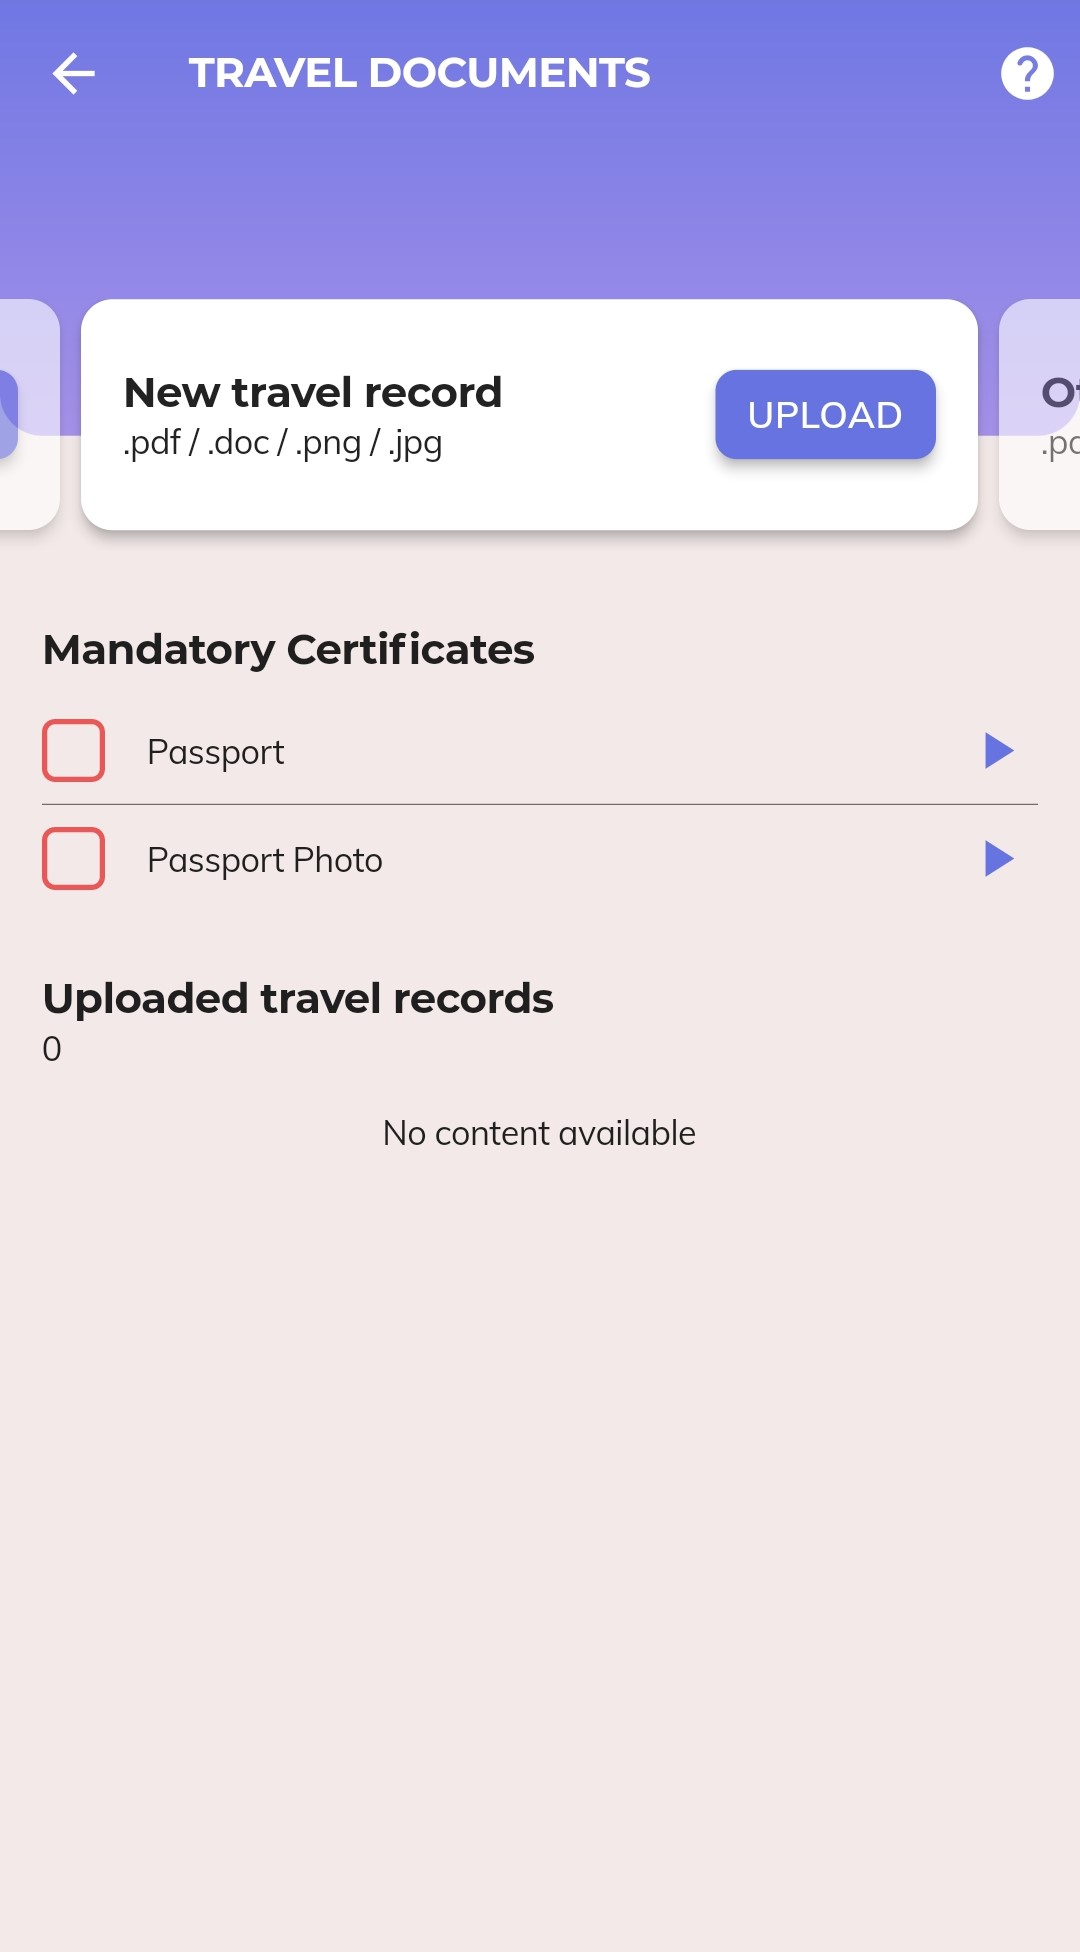 TRAVEL DOCUMENTS
New travel record
.pdf / .doc / .png / .jpg
UPLOAD
Mandatory Certificates
Passport
Passport Photo
Uploaded travel records
0
No content available